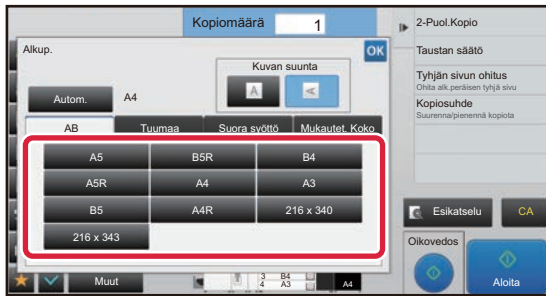 Kopiomäärä 1
Alkup.
OK
Kuvan suunta
A A
Autom. A4
AB Tuumaa Suora syöttö Mukautet. Koko
A5 B5R B4
A5R A4 A3
B5 A4R 216 x 340
216 x 343
Muut
3 B4
4 A3
A4
2-Puol.Kopio
Taustan säätö
Tyhjän sivun ohitus
Ohita alk.peräisen tyhjä sivu
Kopiosuhde
Suurenna/pienennä kopiota
Esikatselu CA
Oikovedos
Aloita